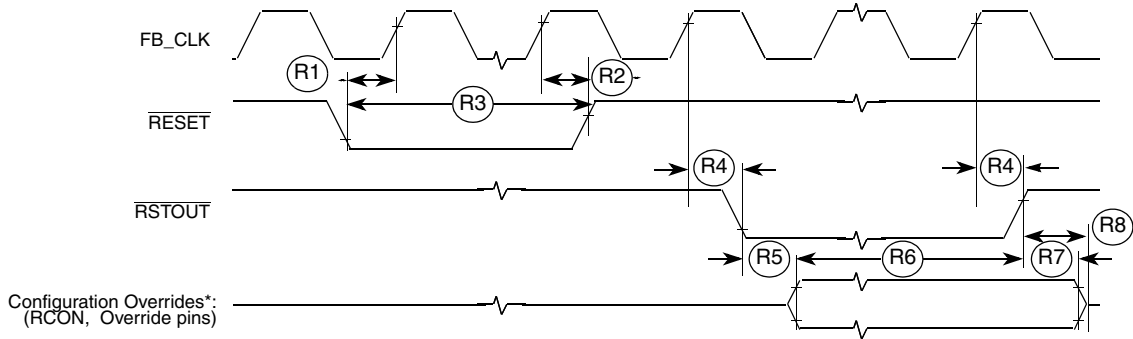 FB_CLK
R1
R2
R3
RESET
R4
R4
RSTOUT
R8
R5
R6
R7
Configuration Overrides*:
(RCON, Override pins)